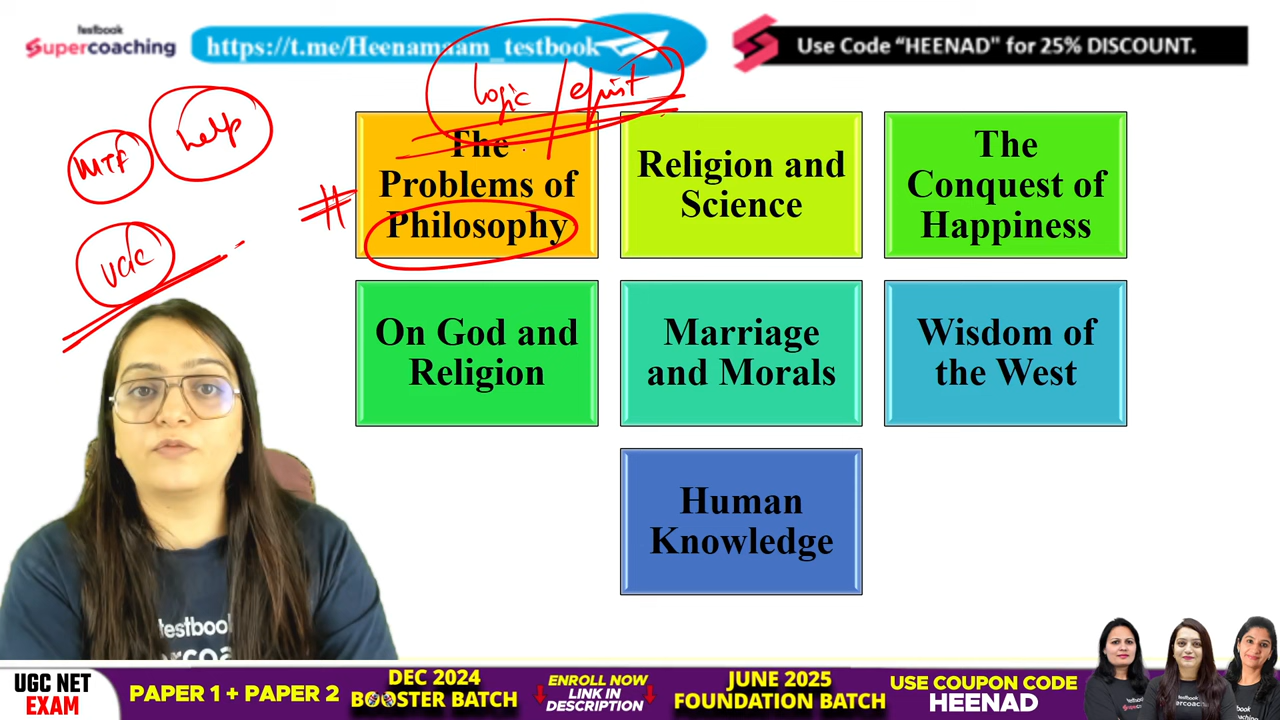 testbook
Supercoaching
https://t.me/Heenamaam_testbook
Use Code “HEENAD" for 25% DISCOUNT.
logic /
MTF
help
The
Problems of
Philosophy
Religion and
Science
The
Conquest of
Happiness
On God and
Religion
Marriage
and Morals
Wisdom of
the West
Human
Knowledge
testbook
UGC NET
EXAM
PAPER 1 + PAPER 2
DEC 2024
BOOSTER BATCH
ENROLL NOW
LINK IN
DESCRIPTION
JUNE 2025
FOUNDATION BATCH
USE COUPON CODE
HEENAD